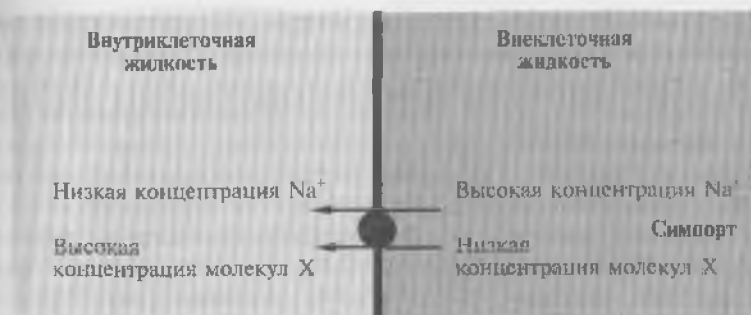 Внутриклеточная
жидкость
Внеклеточная
жидкость
Низкая концентрация Na⁺
Высокая концентрация Na⁺
Симпорт
Высокая
концентрация молекул X
Низкая
концентрация молекул X